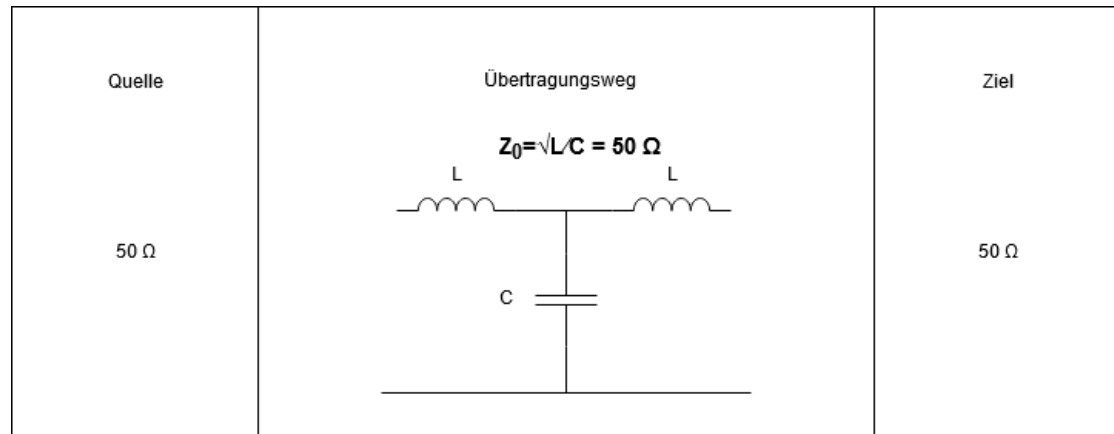 Quelle
Übertragungsweg
Ziel
Z₀=√L/C = 50 Ω
L
L
50 Ω
50 Ω
C